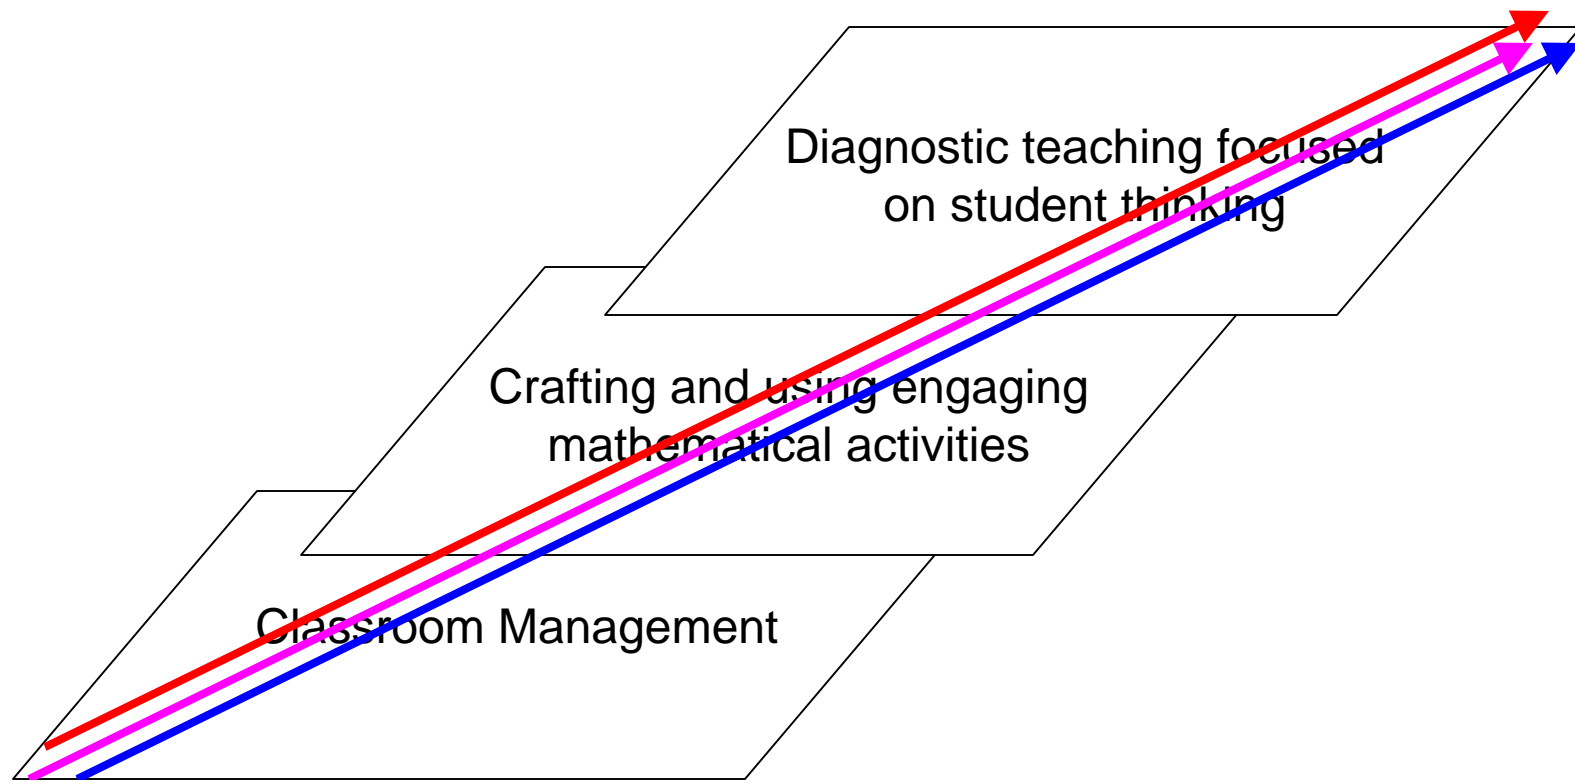 Diagnostic teaching focused
on student thinking
Crafting and using engaging
mathematical activities
Classroom Management